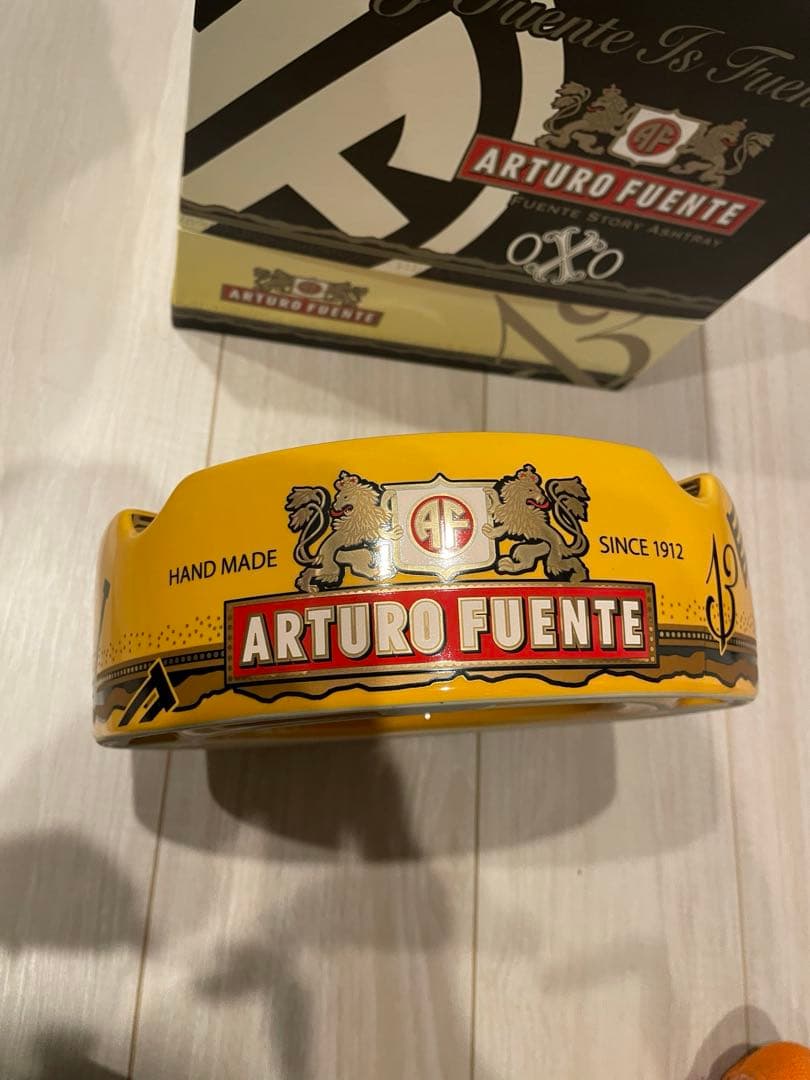 Fuente Is Fuen
AF
ARTURO FUENTE
FUENTE STORY ASHTRAY
OXO
ARTURO FUENTE
13
AF
HAND MADE
SINCE 1912
13
ARTURO FUENTE